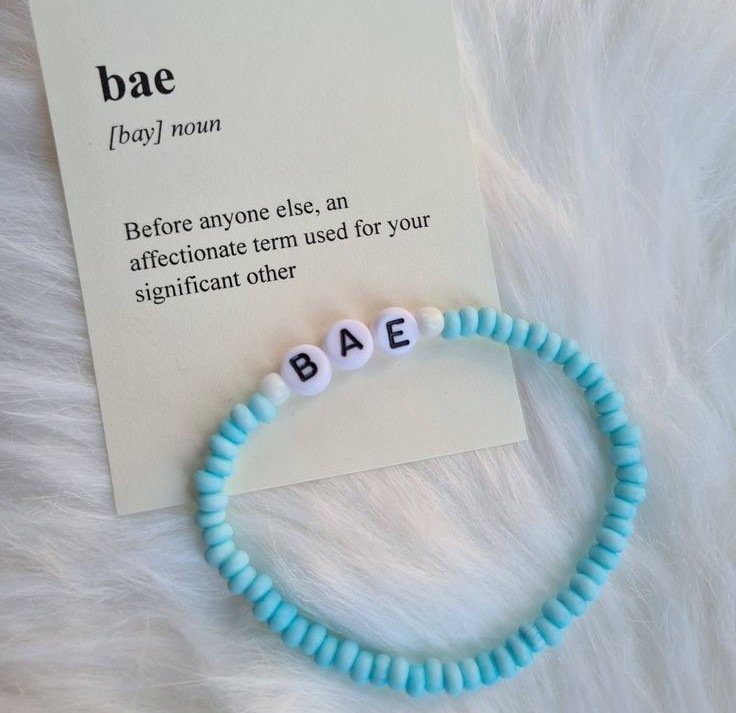 bae
[bay] noun
Before anyone else, an
affectionate term used for your
significant other
BAE